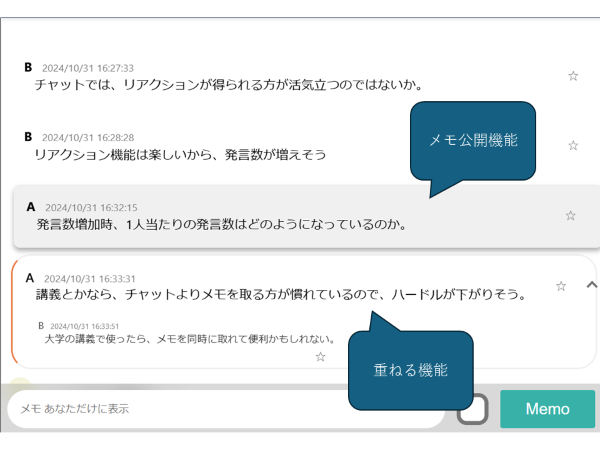 B 2024/10/31 16:27:33
チャットでは、リアクションが得られる方が活気立つのではないか。
B 2024/10/31 16:28:28
リアクション機能は楽しいから、発言数が増えそう
メモ公開機能
A 2024/10/31 16:32:15
発言数増加時、1人当たりの発言数はどのようになっているのか。
A 2024/10/31 16:33:31
講義とかなら、チャットよりメモを取る方が慣れているので、ハードルが下がりそう。
B 2024/10/31 16:33:51
大学の講義で使ったら、メモを同時に取れて便利かもしれない。
重ねる機能
メモ あなただけに表示
Memo